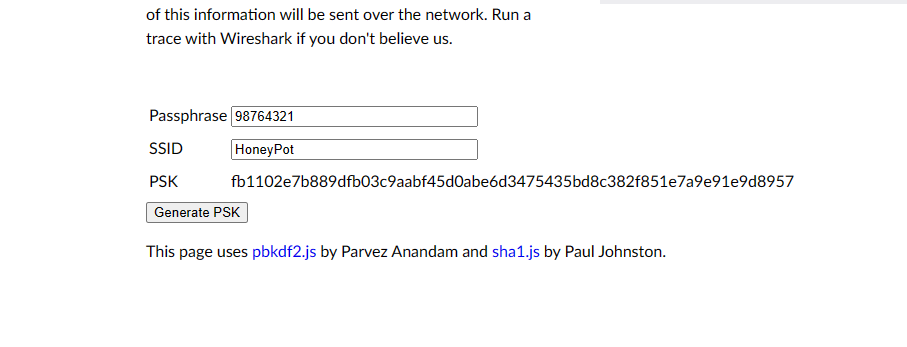 of this information will be sent over the network. Run a
trace with Wireshark if you don't believe us.
Passphrase 98764321
SSID HoneyPot
PSK fb1102e7b889dfb03c9aabf45d0abe6d3475435bd8c382f851e7a9e91e9d8957
Generate PSK
This page uses pbkdf2.js by Parvez Anandam and sha1.js by Paul Johnston.